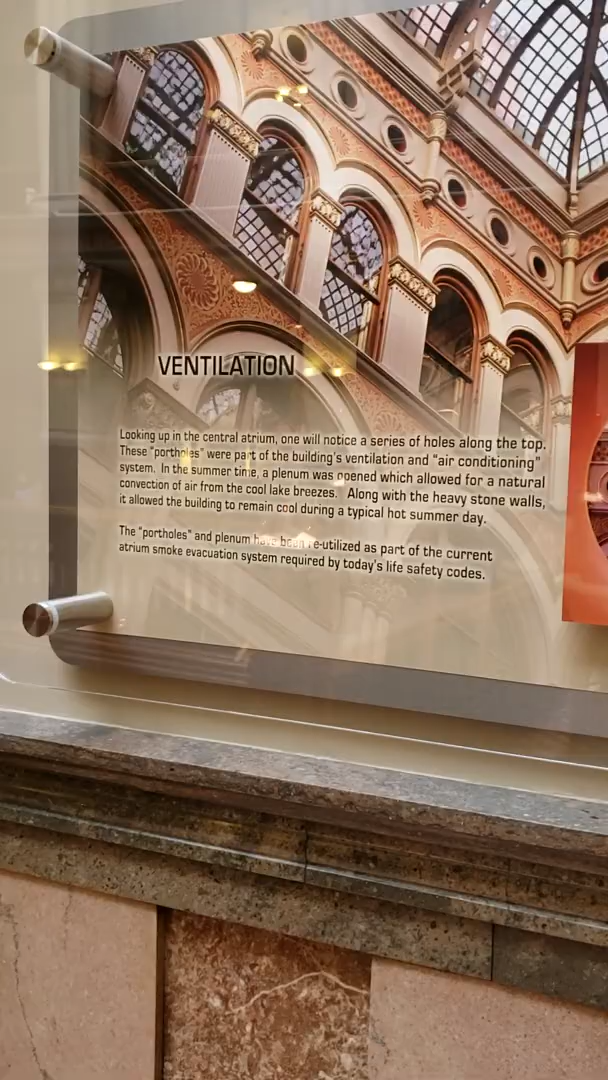 VENTILATION
Looking up in the central atrium, one will notice a series of holes along the top.
These "portholes" were part of the building's ventilation and "air conditioning"
system. In the summer time, a plenum was opened which allowed for a natural
convection of air from the cool lake breezes. Along with the heavy stone walls,
it allowed the building to remain cool during a typical hot summer day.
The "portholes" and plenum have been re-utilized as part of the current
atrium smoke evacuation system required by today's life safety codes.